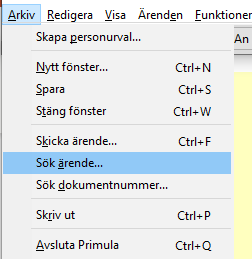 Arkiv Redigera Visa Ärenden Funktioner
An
Skapa personurval...
Nytt fönster... Ctrl+N
Spara Ctrl+S
Stäng fönster Ctrl+W
Skicka ärende... Ctrl+F
Sök ärende...
Sök dokumentnummer...
Skriv ut Ctrl+P
Avsluta Primula Ctrl+Q